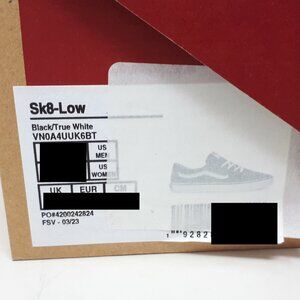 Sk8-Low
Black/True White
VN0A4UUK6BT
US
MEN
US
WOMEN
UK EUR CM
PO#4200242824
FSV - 03/23
1 9282